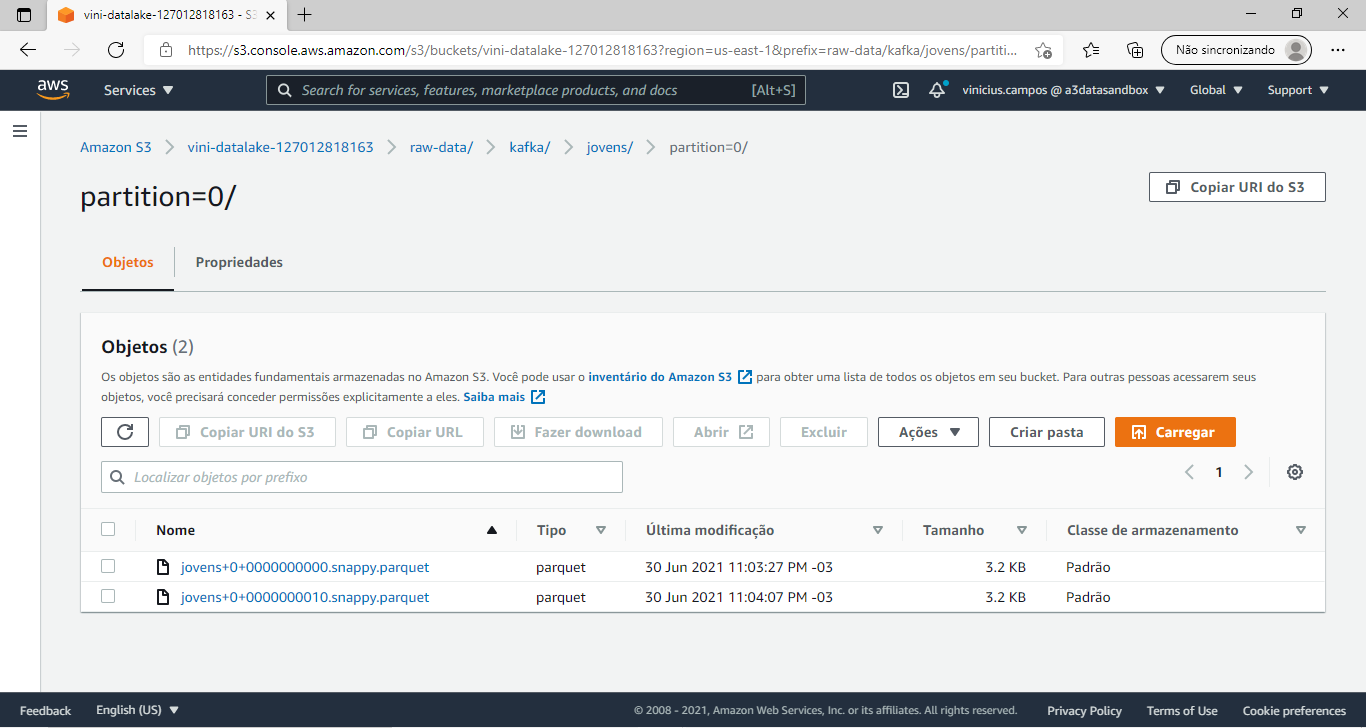 vini-datalake-127012818163 - S3
https://s3.console.aws.amazon.com/s3/buckets/vini-datalake-127012818163?region=us-east-1&prefix=raw-data/kafka/jovens/partiti...
Não sincronizando
aws
Services
Search for services, features, marketplace products, and docs
[Alt+S]
vinicius.campos @ a3datasandbox
Global
Support
Amazon S3
vini-datalake-127012818163
raw-data/
kafka/
jovens/
partition=0/
partition=0/
Copiar URI do S3
Objetos
Propriedades
Objetos (2)
Os objetos são as entidades fundamentais armazenadas no Amazon S3. Você pode usar o inventário do Amazon S3 para obter uma lista de todos os objetos em seu bucket. Para outras pessoas acessarem seus
objetos, você precisará conceder permissões explicitamente a eles. Saiba mais
Copiar URI do S3
Copiar URL
Fazer download
Abrir
Excluir
Ações
Criar pasta
Carregar
Localizar objetos por prefixo
1
Nome Tipo Última modificação Tamanho Classe de armazenamento
jovens+0+0000000000.snappy.parquet parquet 30 Jun 2021 11:03:27 PM -03 3.2 KB Padrão
jovens+0+0000000010.snappy.parquet parquet 30 Jun 2021 11:04:07 PM -03 3.2 KB Padrão
Feedback
English (US)
© 2008 - 2021, Amazon Web Services, Inc. or its affiliates. All rights reserved.
Privacy Policy
Terms of Use
Cookie preferences